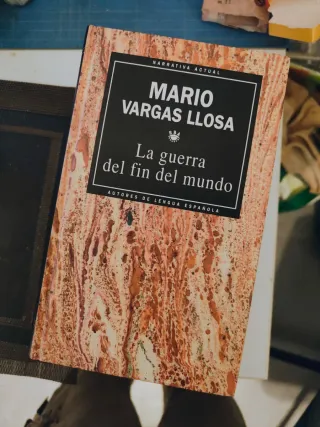 NARRATIVA ACTUAL
MARIO
VARGAS LLOSA
La guerra
del fin del mundo
AUTORES DE LENGUA ESPAÑOLA